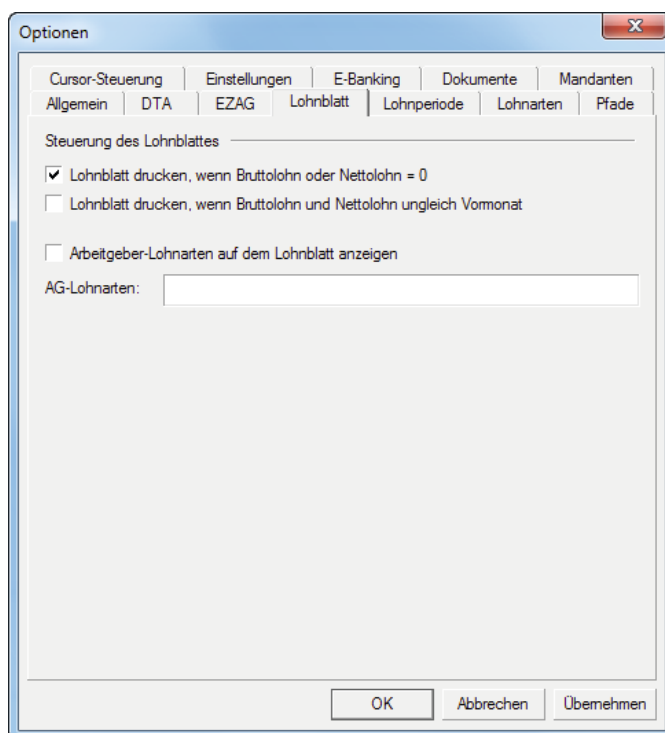 Optionen
Cursor-Steuerung Einstellungen E-Banking Dokumente Mandanten
Allgemein DTA EZAG Lohnblatt Lohnperiode Lohnarten Pfade
Steuerung des Lohnblattes
Lohnblatt drucken, wenn Bruttolohn oder Nettolohn = 0
Lohnblatt drucken, wenn Bruttolohn und Nettolohn ungleich Vormonat
Arbeitgeber-Lohnarten auf dem Lohnblatt anzeigen
AG-Lohnarten:
OK Abbrechen Übernehmen